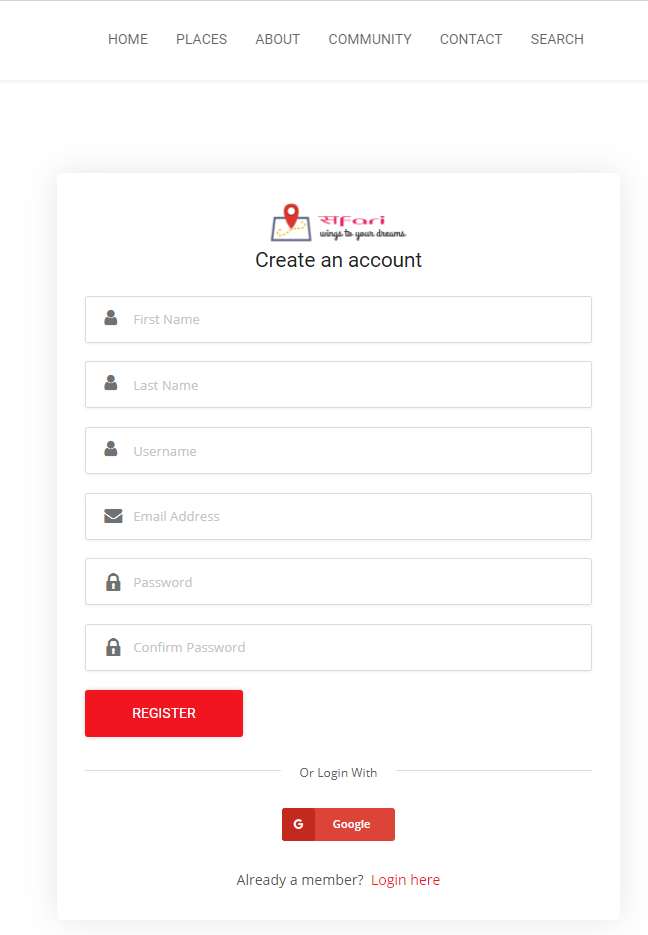 HOME PLACES ABOUT COMMUNITY CONTACT SEARCH
सफारी
wings to your dreams
Create an account
First Name
Last Name
Username
Email Address
Password
Confirm Password
REGISTER
Or Login With
G Google
Already a member? Login here